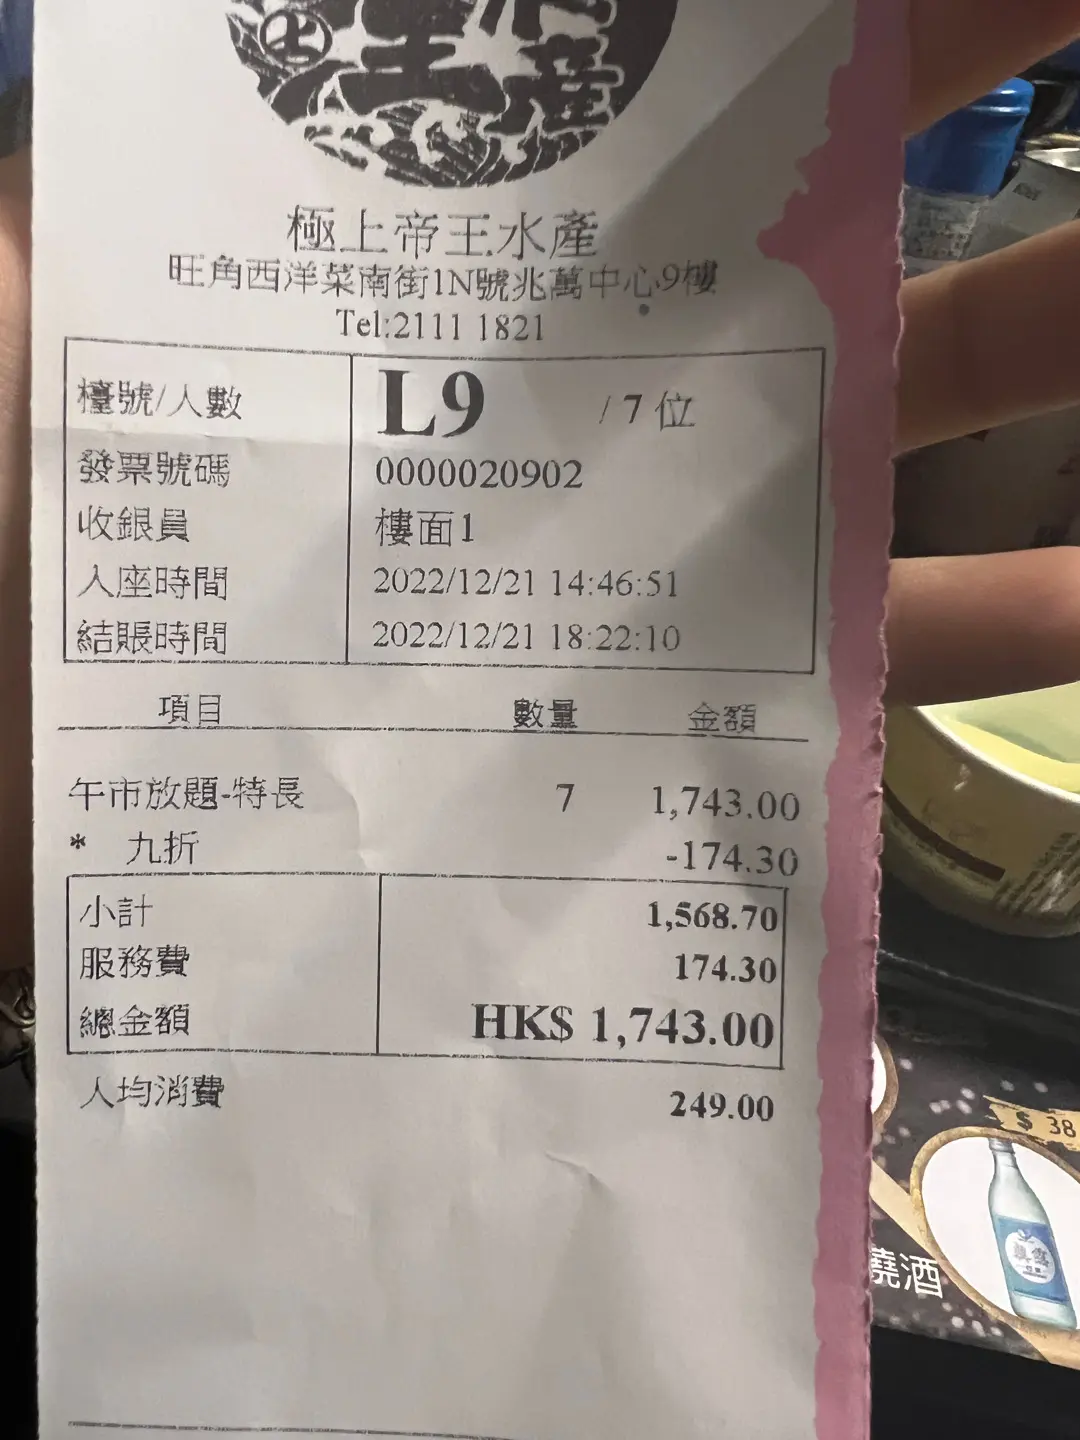 上
王
水產
極上帝王水產
旺角西洋菜南街1N號兆萬中心9樓
Tel:2111 1821
檯號/人數 L9 / 7 位
發票號碼 0000020902
收銀員 樓面1
入座時間 2022/12/21 14:46:51
結賬時間 2022/12/21 18:22:10
項目 數量 金額
午市放題-特長 7 1,743.00
* 九折 -174.30
小計 1,568.70
服務費 174.30
總金額 HK$ 1,743.00
人均消費 249.00
$ 38
燒酒